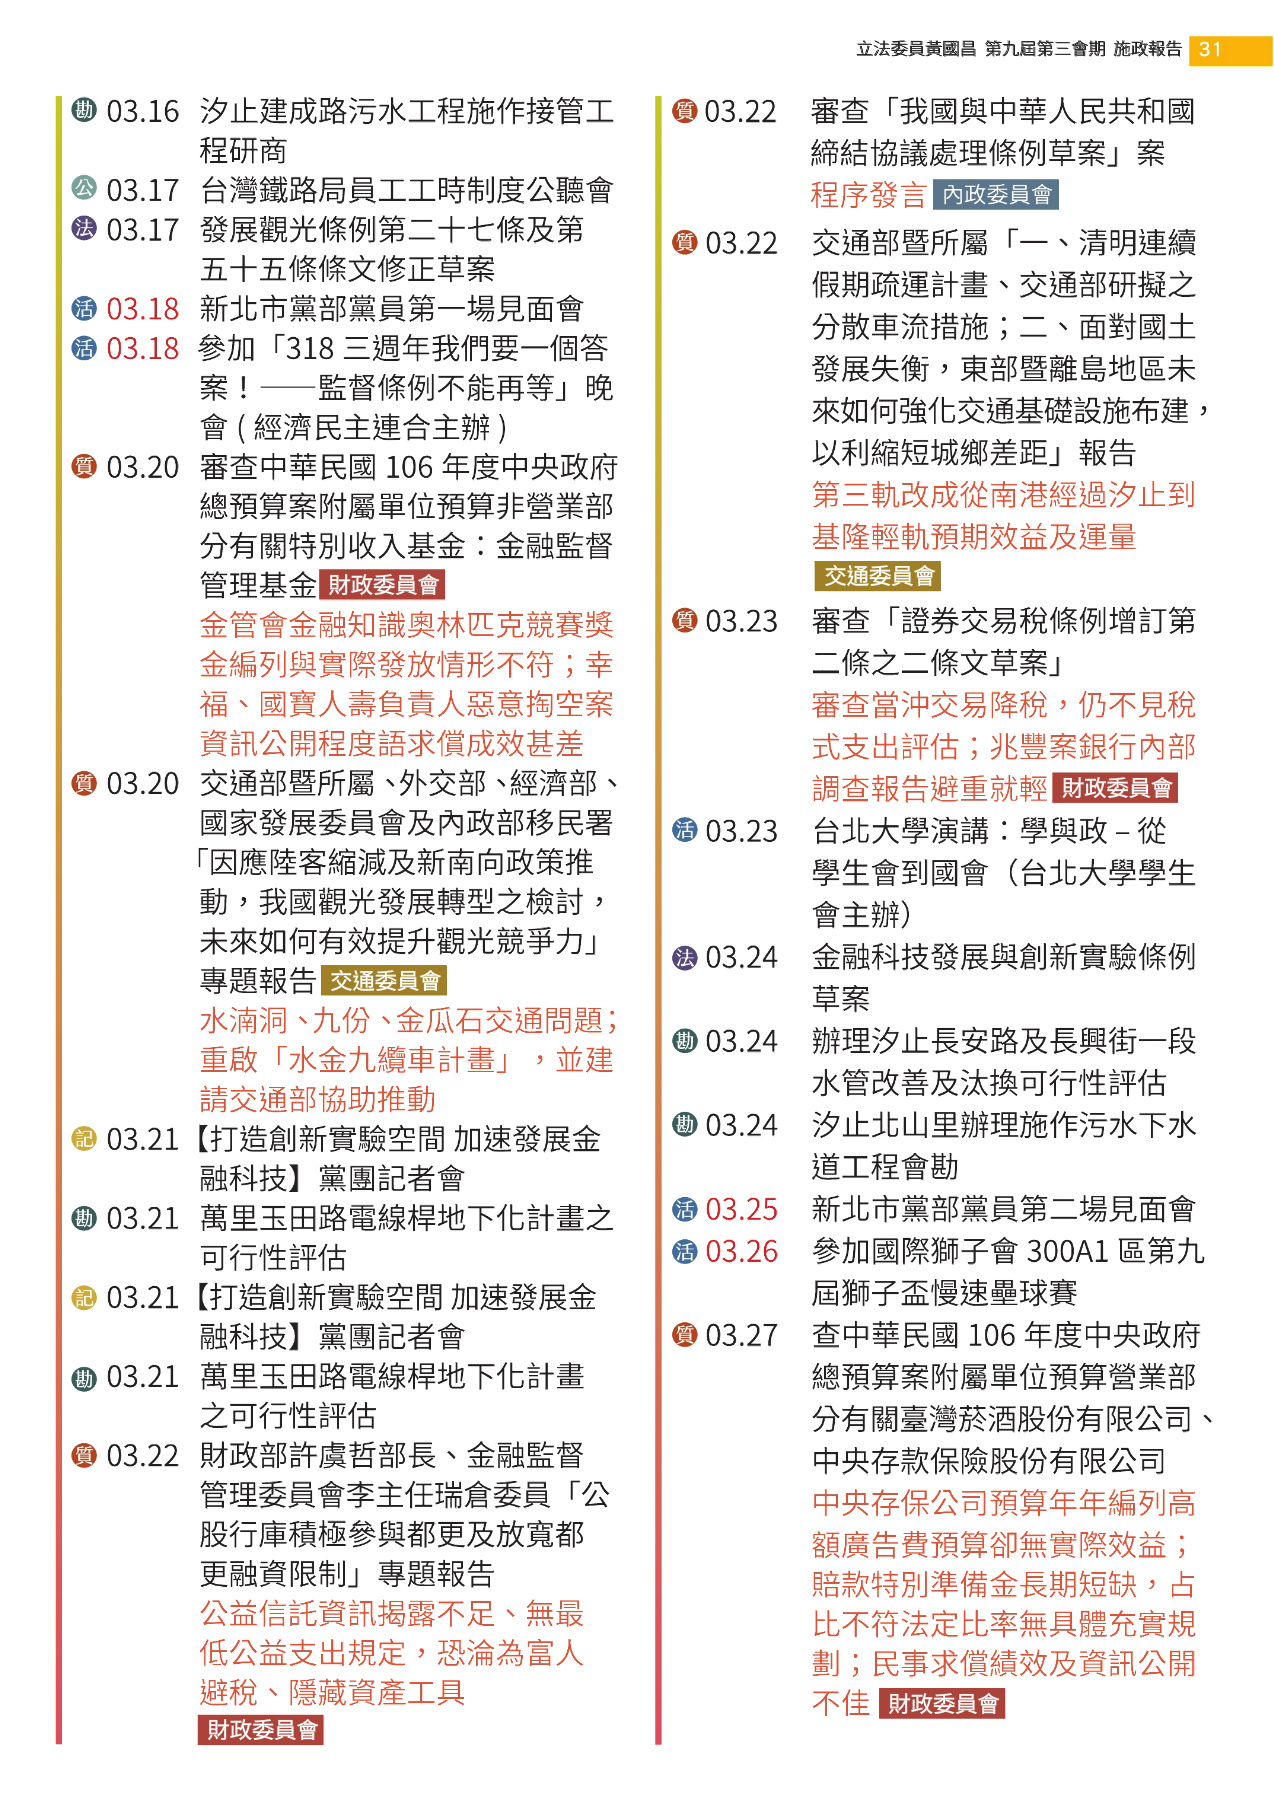 立法委員黃國昌 第九屆第三會期 施政報告 31
勘 03.16 汐止建成路污水工程施作接管工
程研商
公 03.17 台灣鐵路局員工工時制度公聽會
法 03.17 發展觀光條例第二十七條及第
五十五條條文修正草案
活 03.18 新北市黨部黨員第一場見面會
活 03.18 參加「318 三週年我們要一個答
案！──監督條例不能再等」晚
會 ( 經濟民主連合主辦 )
質 03.20 審查中華民國 106 年度中央政府
總預算案附屬單位預算非營業部
分有關特別收入基金：金融監督
管理基金 財政委員會
金管會金融知識奧林匹克競賽獎
金編列與實際發放情形不符；幸
福、國寶人壽負責人惡意掏空案
資訊公開程度語求償成效甚差
質 03.20 交通部暨所屬、外交部、經濟部、
國家發展委員會及內政部移民署
「因應陸客縮減及新南向政策推
動，我國觀光發展轉型之檢討，
未來如何有效提升觀光競爭力」
專題報告 交通委員會
水湳洞、九份、金瓜石交通問題；
重啟「水金九纜車計畫」，並建
請交通部協助推動
記 03.21 【打造創新實驗空間 加速發展金
融科技】黨團記者會
勘 03.21 萬里玉田路電線桿地下化計畫之
可行性評估
記 03.21 【打造創新實驗空間 加速發展金
融科技】黨團記者會
勘 03.21 萬里玉田路電線桿地下化計畫
之可行性評估
質 03.22 財政部許虞哲部長、金融監督
管理委員會李主任瑞倉委員「公
股行庫積極參與都更及放寬都
更融資限制」專題報告
公益信託資訊揭露不足、無最
低公益支出規定，恐淪為富人
避稅、隱藏資產工具
財政委員會
質 03.22 審查「我國與中華人民共和國
締結協議處理條例草案」案
程序發言 內政委員會
質 03.22 交通部暨所屬「一、清明連續
假期疏運計畫、交通部研擬之
分散車流措施；二、面對國土
發展失衡，東部暨離島地區未
來如何強化交通基礎設施布建，
以利縮短城鄉差距」報告
第三軌改成從南港經過汐止到
基隆輕軌預期效益及運量
交通委員會
質 03.23 審查「證券交易稅條例增訂第
二條之二條文草案」
審查當沖交易降稅，仍不見稅
式支出評估；兆豐案銀行內部
調查報告避重就輕 財政委員會
活 03.23 台北大學演講：學與政 – 從
學生會到國會（台北大學學生
會主辦）
法 03.24 金融科技發展與創新實驗條例
草案
勘 03.24 辦理汐止長安路及長興街一段
水管改善及汰換可行性評估
勘 03.24 汐止北山里辦理施作污水下水
道工程會勘
活 03.25 新北市黨部黨員第二場見面會
活 03.26 參加國際獅子會 300A1 區第九
屆獅子盃慢速壘球賽
質 03.27 查中華民國 106 年度中央政府
總預算案附屬單位預算營業部
分有關臺灣菸酒股份有限公司、
中央存款保險股份有限公司
中央存保公司預算年年編列高
額廣告費預算卻無實際效益；
賠款特別準備金長期短缺，占
比不符法定比率無具體充實規
劃；民事求償績效及資訊公開
不佳 財政委員會